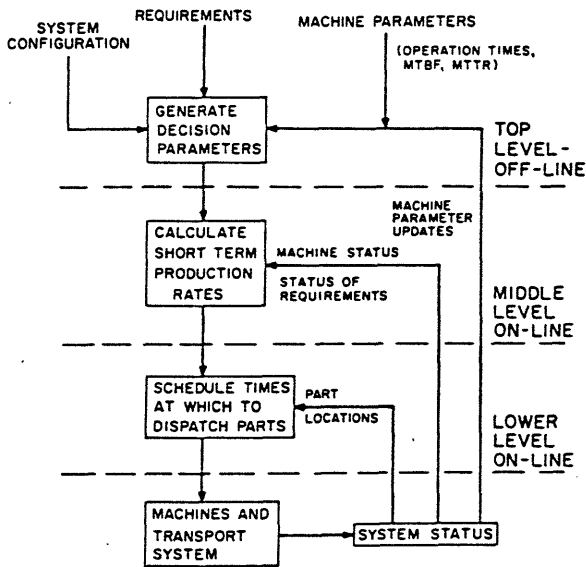 SYSTEM
CONFIGURATION
REQUIREMENTS
MACHINE PARAMETERS
(OPERATION TIMES,
MTBF, MTTR)
GENERATE
DECISION
PARAMETERS
TOP
LEVEL-
OFF-LINE
MACHINE
PARAMETER
UPDATES
CALCULATE
SHORT TERM
PRODUCTION
RATES
MACHINE STATUS
STATUS OF
REQUIREMENTS
MIDDLE
LEVEL
ON-LINE
SCHEDULE TIMES
AT WHICH TO
DISPATCH PARTS
PART
LOCATIONS
LOWER
LEVEL
ON-LINE
MACHINES AND
TRANSPORT
SYSTEM
SYSTEM STATUS